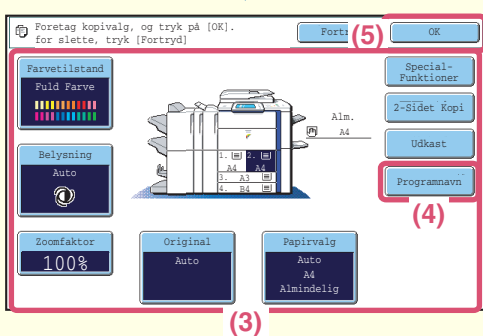 Foretag kopivalg, og tryk på [OK].
for slette, tryk [Fortryd]
(5)
OK
Farvetilstand
Fuld Farve
Special-
Funktioner
2-Sidet Kopi
Alm.
A4
Udkast
Belysning
Auto
1.
2.
A4
A4
3. A3
4. B4
Programnavn
(4)
Zoomfaktor
100%
Original
Auto
Papirvalg
Auto
A4
Almindelig
(3)